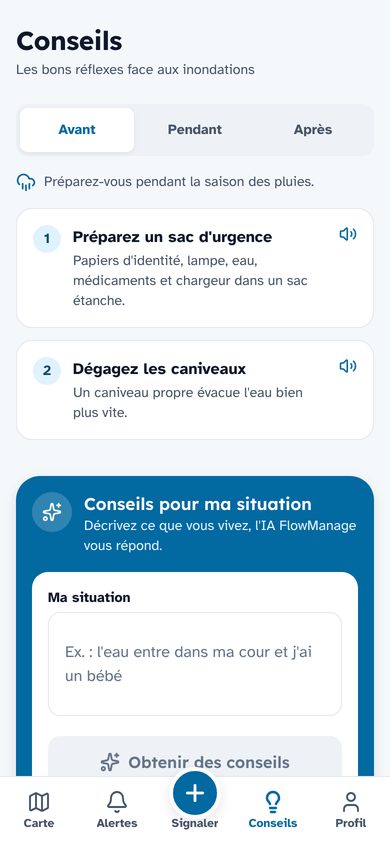 Conseils
Les bons réflexes face aux inondations
Avant
Pendant
Après
Préparez-vous pendant la saison des pluies.
1
Préparez un sac d'urgence
Papiers d'identité, lampe, eau,
médicaments et chargeur dans un sac
étanche.
2
Dégagez les caniveaux
Un caniveau propre évacue l'eau bien
plus vite.
Conseils pour ma situation
Décrivez ce que vous vivez, l'IA FlowManage
vous répond.
Ma situation
Ex. : l'eau entre dans ma cour et j'ai
un bébé
Obtenir des conseils
Carte
Alertes
Signaler
Conseils
Profil